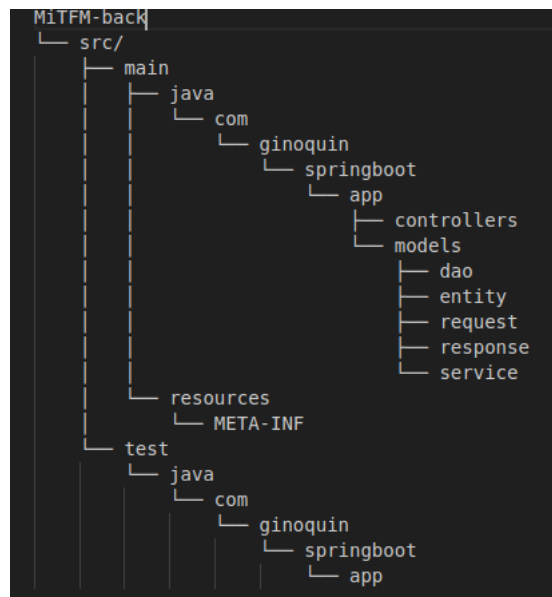 MiTFM-back
└── src/
├── main
│ ├── java
│ │ └── com
│ │ └── ginoquin
│ │ └── springboot
│ │ └── app
│ │ ├── controllers
│ │ └── models
│ │ ├── dao
│ │ ├── entity
│ │ ├── request
│ │ ├── response
│ │ └── service
│ └── resources
│ └── META-INF
└── test
└── java
└── com
└── ginoquin
└── springboot
└── app